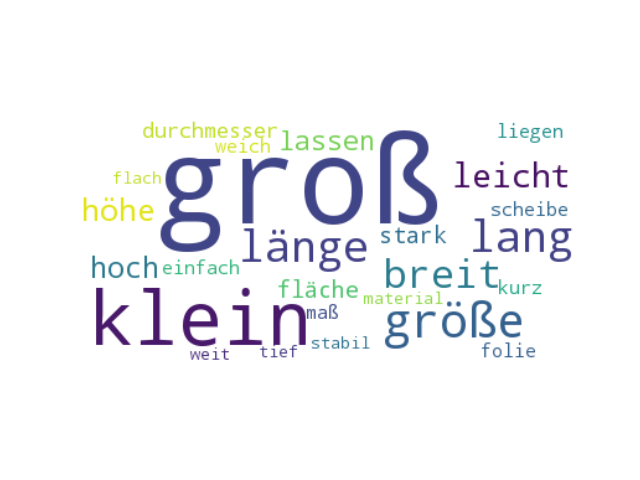 durchmesser
liegen
weich
lassen
groß
flach
leicht
höhe
scheibe
länge
stark
lang
hoch
einfach
breit
fläche
kurz
klein
material
maß
größe
stabil
weit
tief
folie